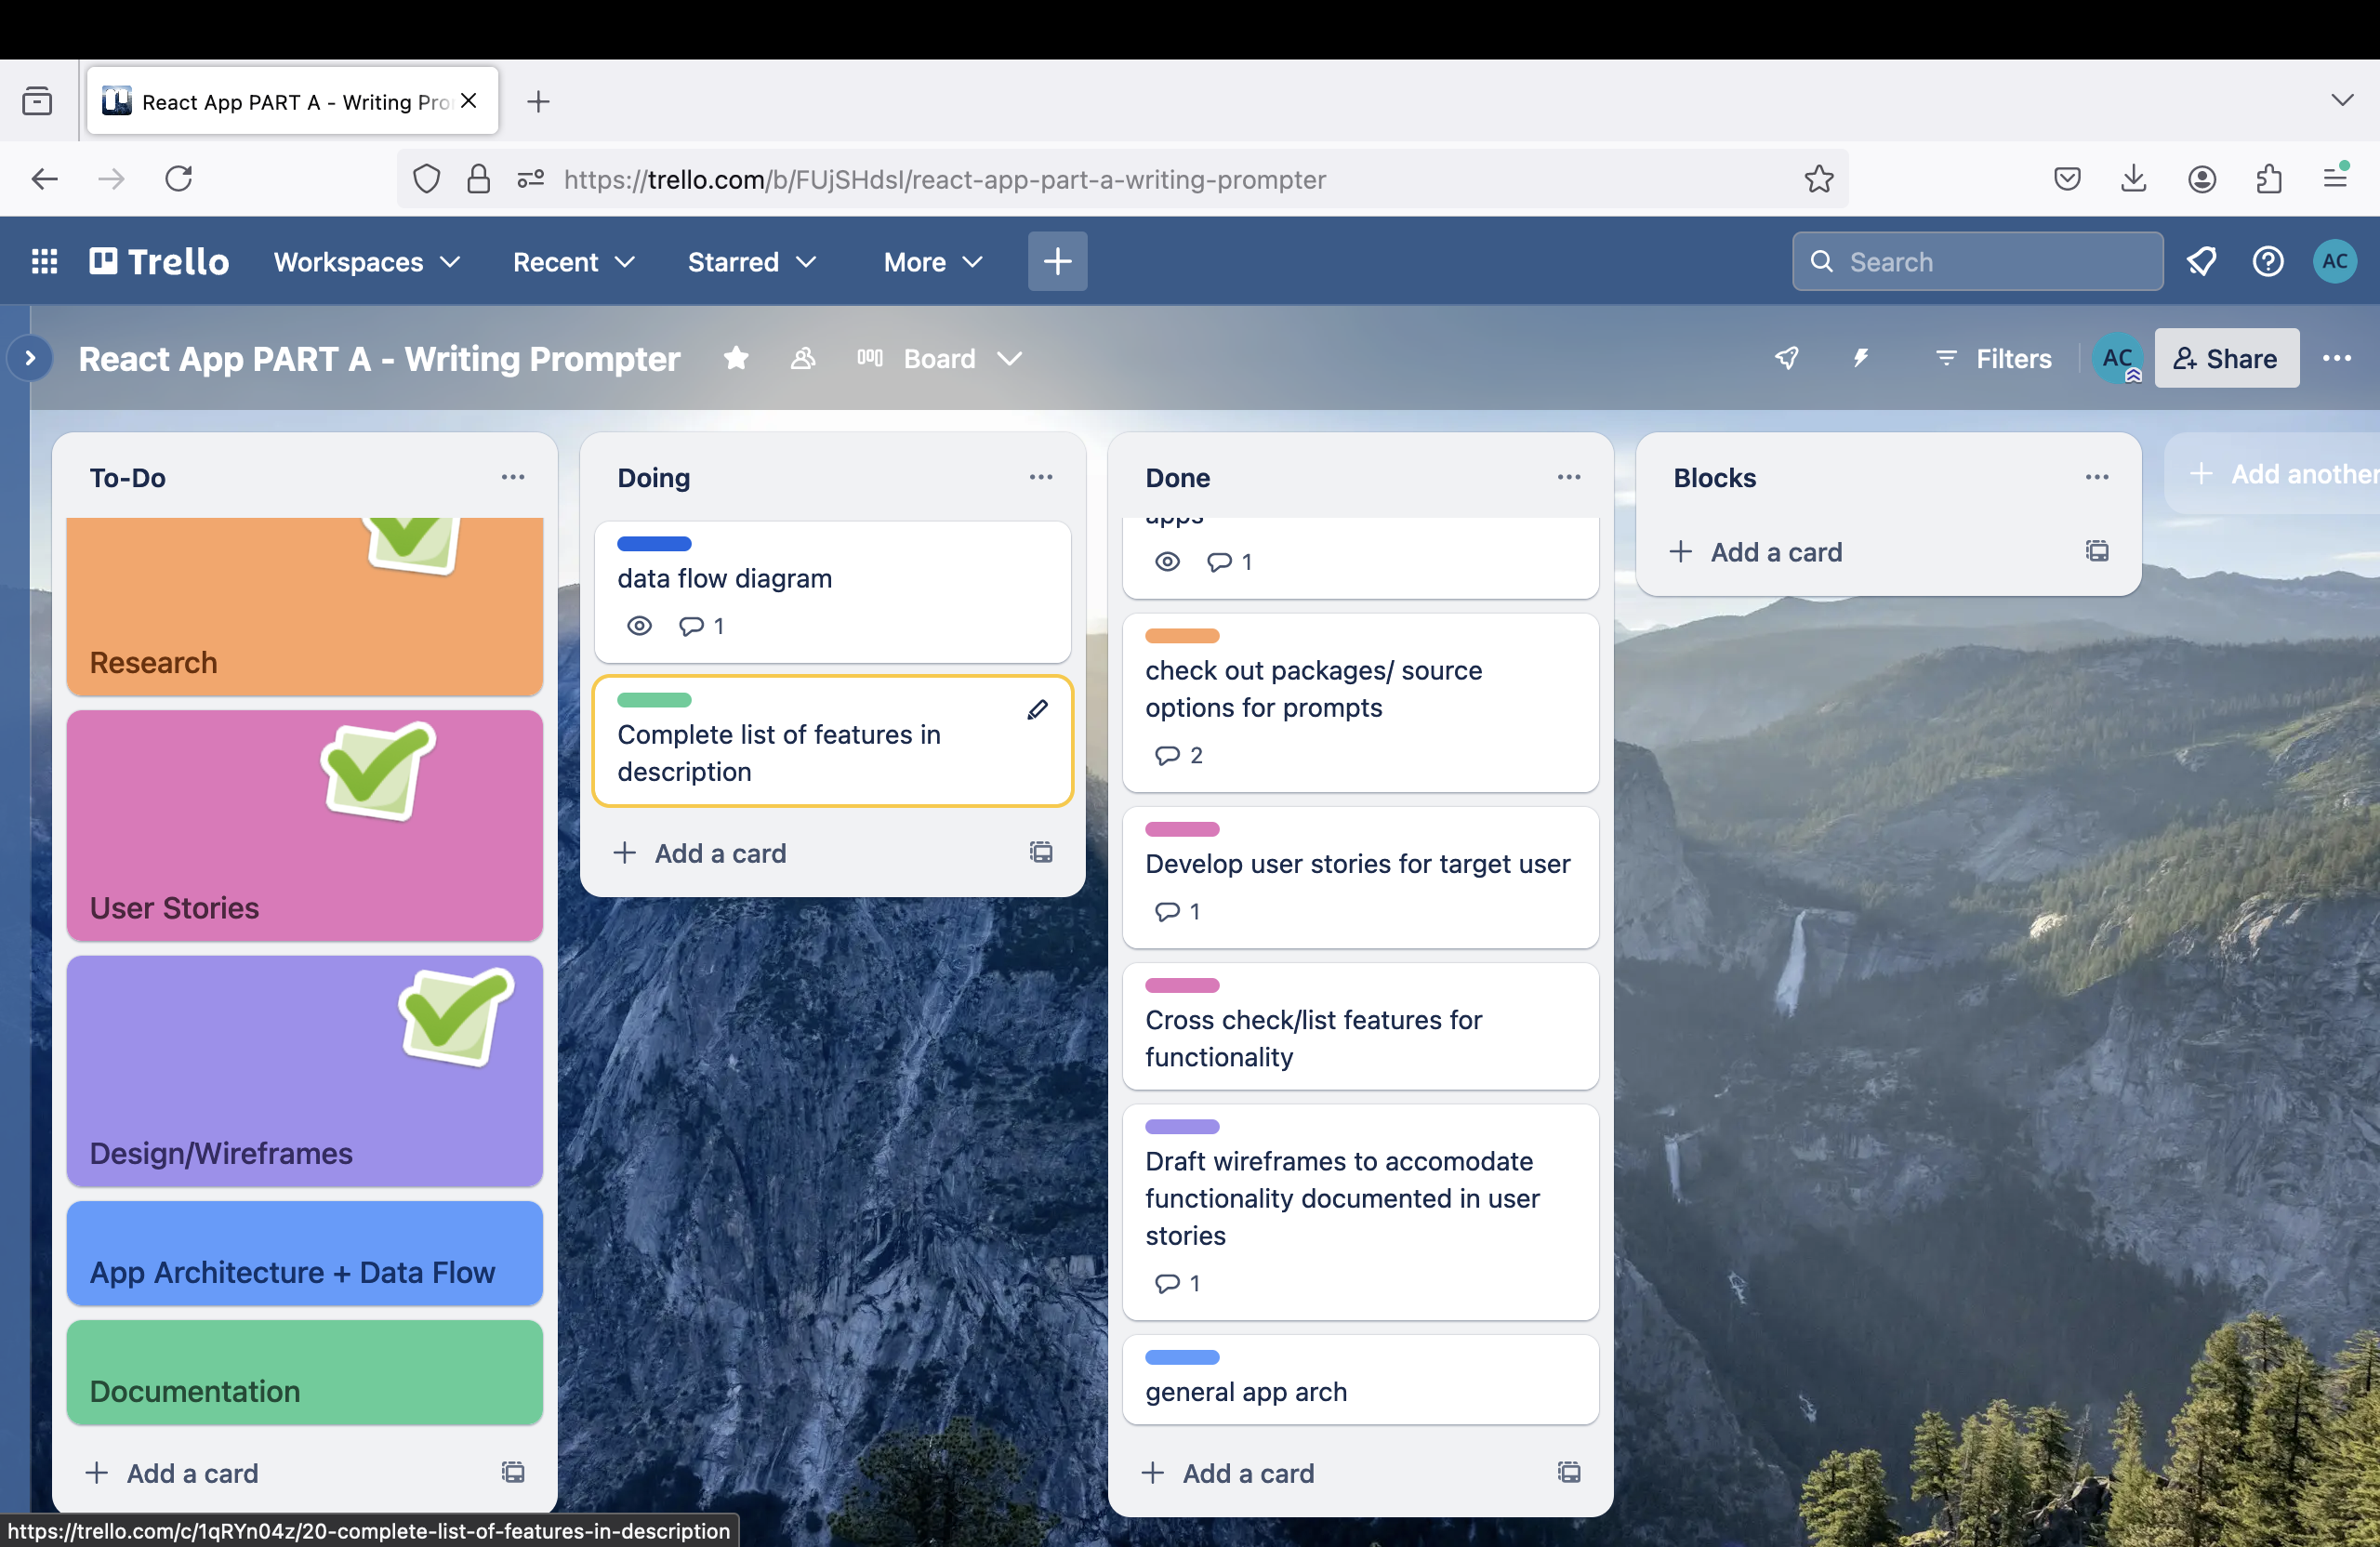 React App PART A - Writing Pro
https://trello.com/b/FUjSHdsI/react-app-part-a-writing-prompter
Trello
Workspaces
Recent
Starred
More
Search
AC
React App PART A - Writing Prompter
Board
Filters
AC
Share
To-Do
Research
User Stories
Design/Wireframes
App Architecture + Data Flow
Documentation
Add a card
Doing
data flow diagram
1
Complete list of features in
description
Add a card
Done
apps
1
check out packages/ source
options for prompts
2
Develop user stories for target user
1
Cross check/list features for
functionality
Draft wireframes to accomodate
functionality documented in user
stories
1
general app arch
Add a card
Blocks
Add a card
Add another
https://trello.com/c/1qRYn04z/20-complete-list-of-features-in-description